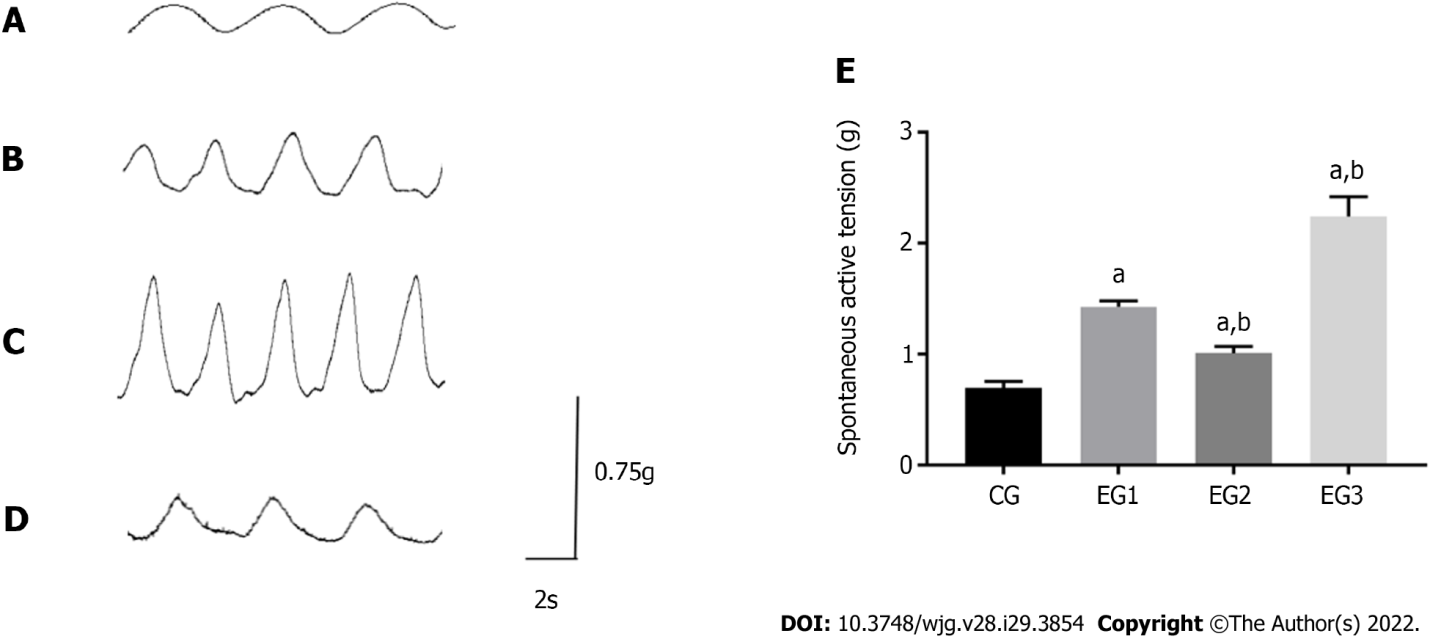 A
B
C
D
0.75g
2s
E
Spontaneous active tension (g)
3
2
1
0
a
a,b
a,b
CG EG1 EG2 EG3
DOI: 10.3748/wjg.v28.i29.3854 Copyright ©The Author(s) 2022.